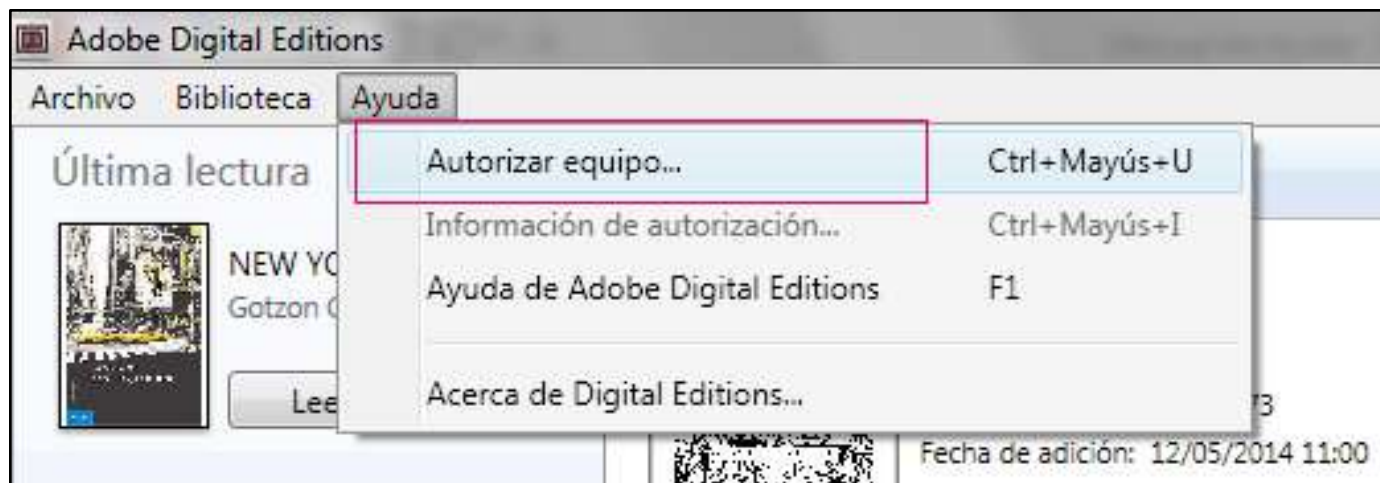 Adobe Digital Editions
Archivo Biblioteca Ayuda
Última lectura
Autorizar equipo... Ctrl+Mayús+U
Información de autorización... Ctrl+Mayús+I
NEW YO
Gotzon
Ayuda de Adobe Digital Editions F1
Lee
Acerca de Digital Editions...
Fecha de adición: 12/05/2014 11:00